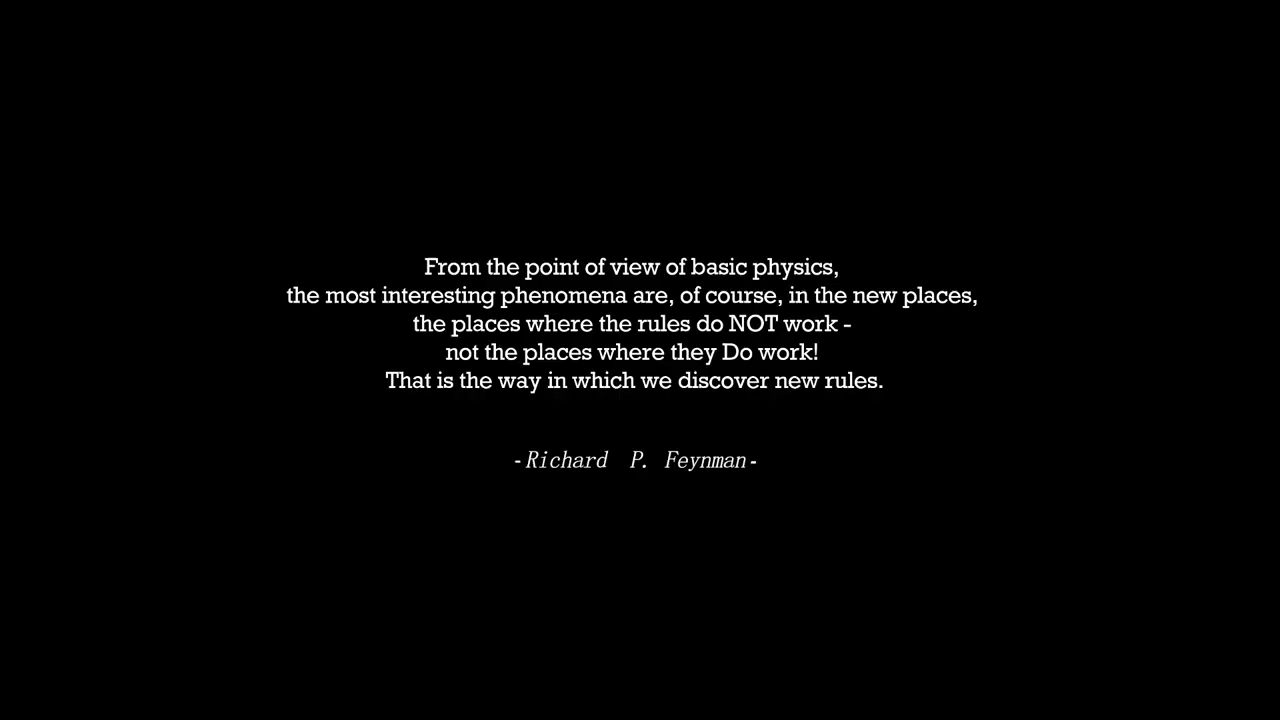 From the point of view of basic physics,
the most interesting phenomena are, of course, in the new places,
the places where the rules do NOT work -
not the places where they Do work!
That is the way in which we discover new rules.
-Richard P. Feynman-